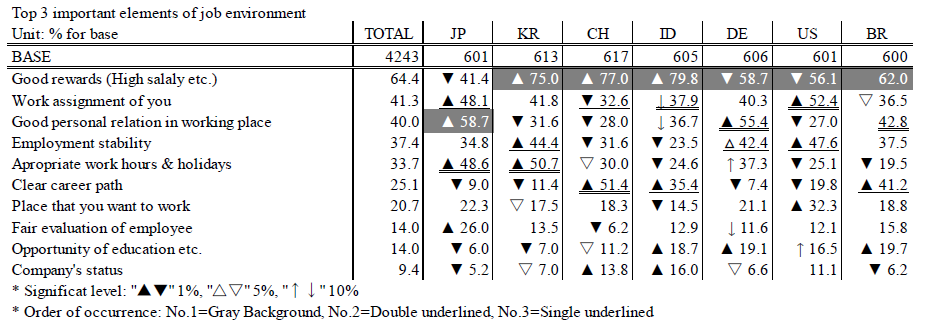 Top 3 important elements of job environment
Unit: % for base TOTAL JP KR CH ID DE US BR
BASE 4243 601 613 617 605 606 601 600
Good rewards (High salaly etc.) 64.4 ▼ 41.4 ▲ 75.0 ▲ 77.0 ▲ 79.8 ▼ 58.7 ▼ 56.1 62.0
Work assignment of you 41.3 ▲ 48.1 41.8 ▼ 32.6 ↓ 37.9 40.3 ▲ 52.4 ▽ 36.5
Good personal relation in working place 40.0 ▲ 58.7 ▼ 31.6 ▼ 28.0 ↓ 36.7 ▲ 55.4 ▼ 27.0 42.8
Employment stability 37.4 34.8 ▲ 44.4 ▼ 31.6 ▼ 23.5 △ 42.4 ▲ 47.6 37.5
Apropriate work hours & holidays 33.7 ▲ 48.6 ▲ 50.7 ▽ 30.0 ▼ 24.6 ↑ 37.3 ▼ 25.1 ▼ 19.5
Clear career path 25.1 ▼ 9.0 ▼ 11.4 ▲ 51.4 ▲ 35.4 ▼ 7.4 ▼ 19.8 ▲ 41.2
Place that you want to work 20.7 22.3 ▽ 17.5 18.3 ▼ 14.5 21.1 ▲ 32.3 18.8
Fair evaluation of employee 14.0 ▲ 26.0 13.5 ▼ 6.2 12.9 ↓ 11.6 12.1 15.8
Opportunity of education etc. 14.0 ▼ 6.0 ▼ 7.0 ▽ 11.2 ▲ 18.7 ▲ 19.1 ↑ 16.5 ▲ 19.7
Company's status 9.4 ▼ 5.2 ▽ 7.0 ▲ 13.8 ▲ 16.0 ▽ 6.6 11.1 ▼ 6.2
* Significat level: "▲▼" 1%, "△▽" 5%, "↑ ↓" 10%
* Order of occurrence: No.1=Gray Background, No.2=Double underlined, No.3=Single underlined